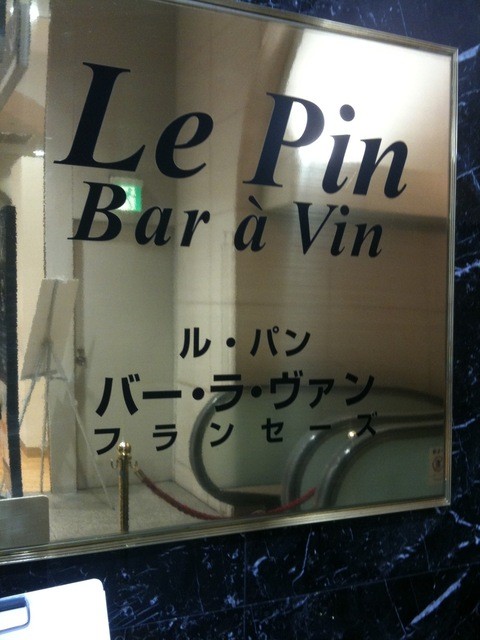 Le Pin
Bar à Vin
ル・パン
バー・ラ・ヴァン
フランセーズ